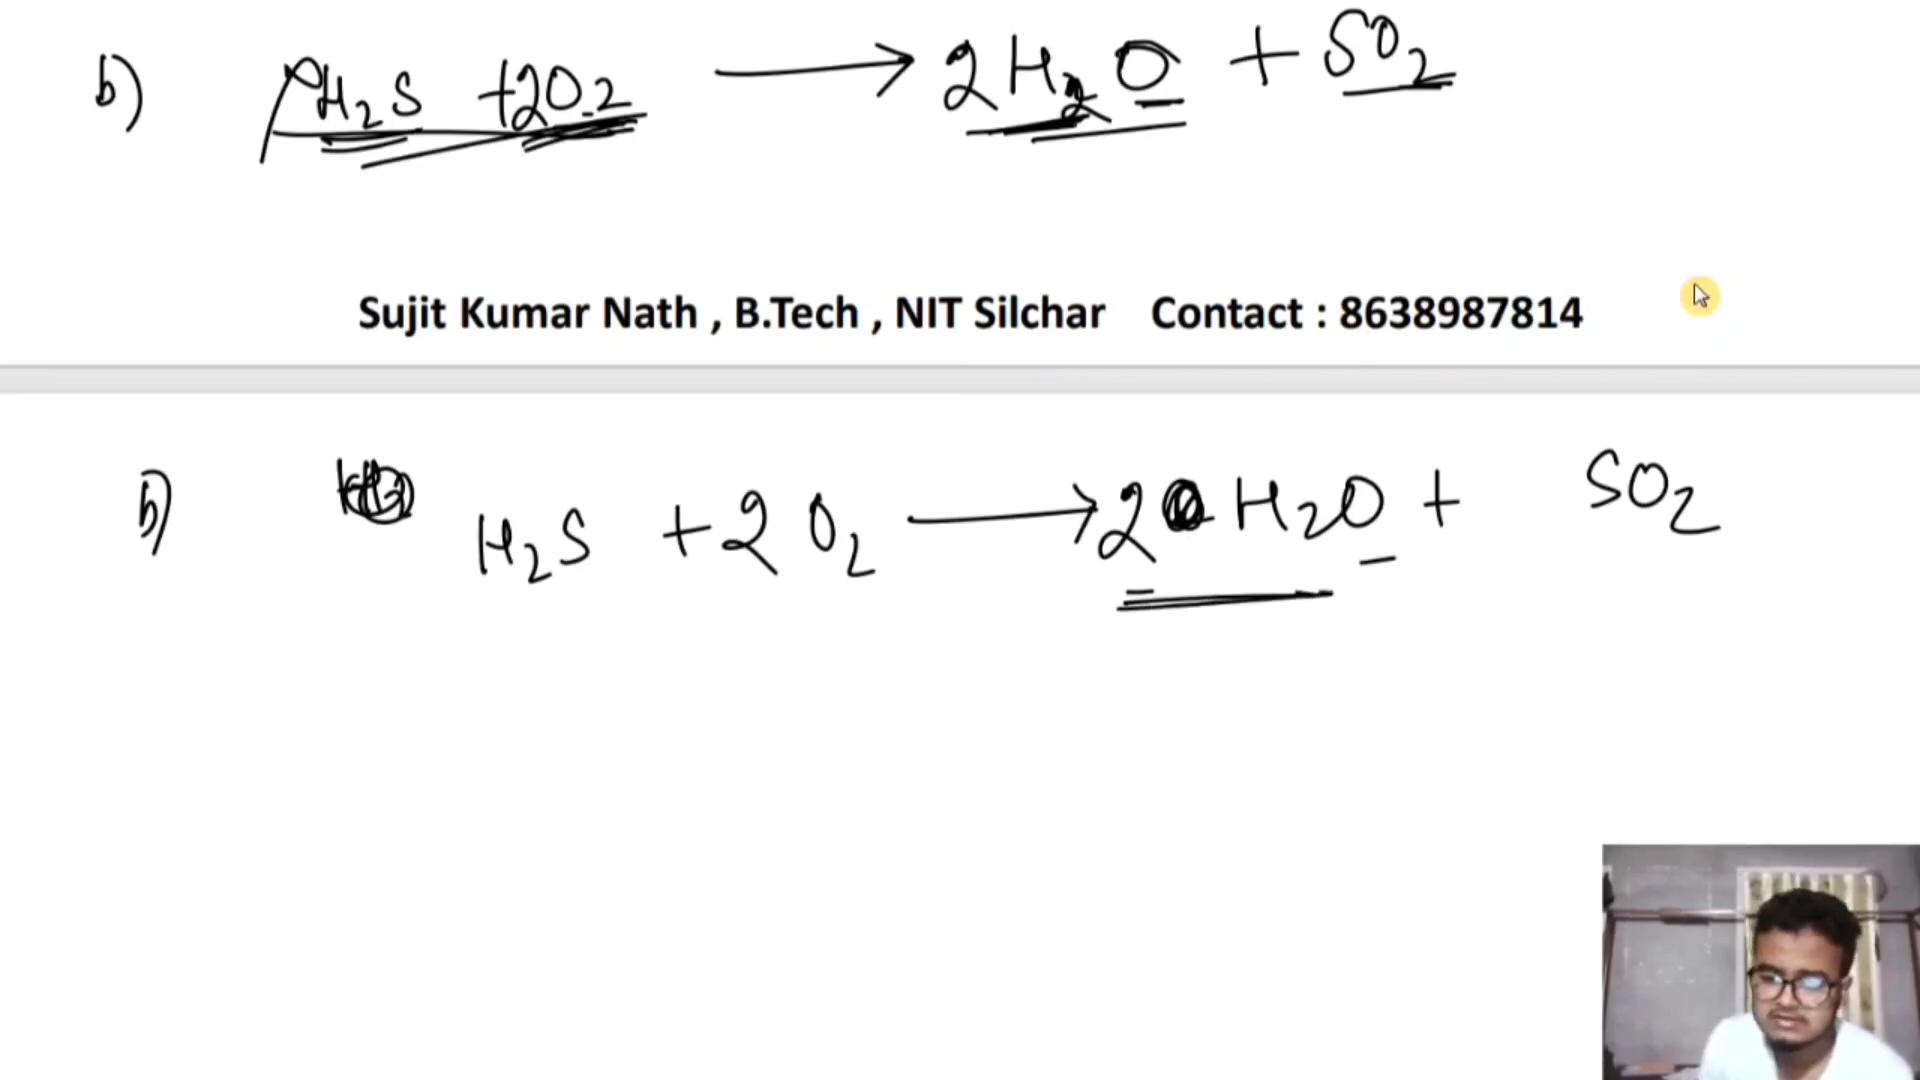 b) H₂S + 2O₂ → 2H₂O + SO₂
Sujit Kumar Nath , B.Tech , NIT Silchar Contact : 8638987814
b) H₂S + 2 O₂ → 2 H₂O + SO₂